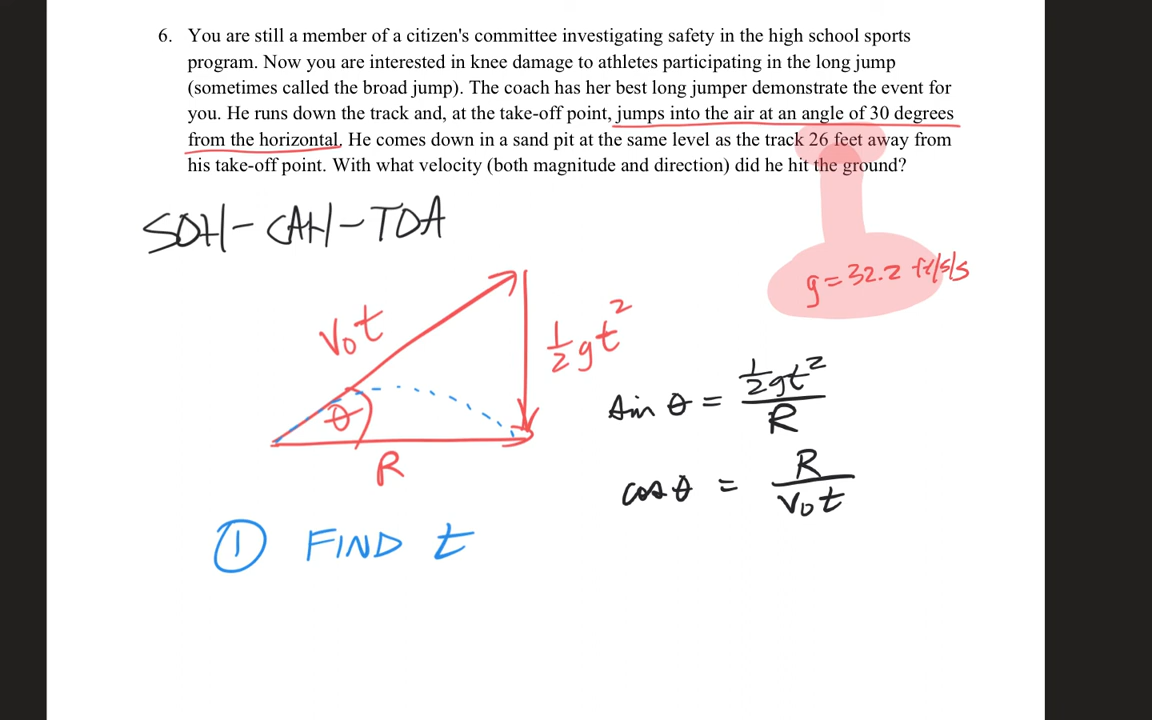 6. You are still a member of a citizen's committee investigating safety in the high school sports
program. Now you are interested in knee damage to athletes participating in the long jump
(sometimes called the broad jump). The coach has her best long jumper demonstrate the event for
you. He runs down the track and, at the take-off point, jumps into the air at an angle of 30 degrees
from the horizontal. He comes down in a sand pit at the same level as the track 26 feet away from
his take-off point. With what velocity (both magnitude and direction) did he hit the ground?
SOH-CAH-TOA
g=32.2 ft/s/s
V₀t
½gt²
θ
R
sin θ = ½gt²/R
cos θ = R/V₀t
① FIND t